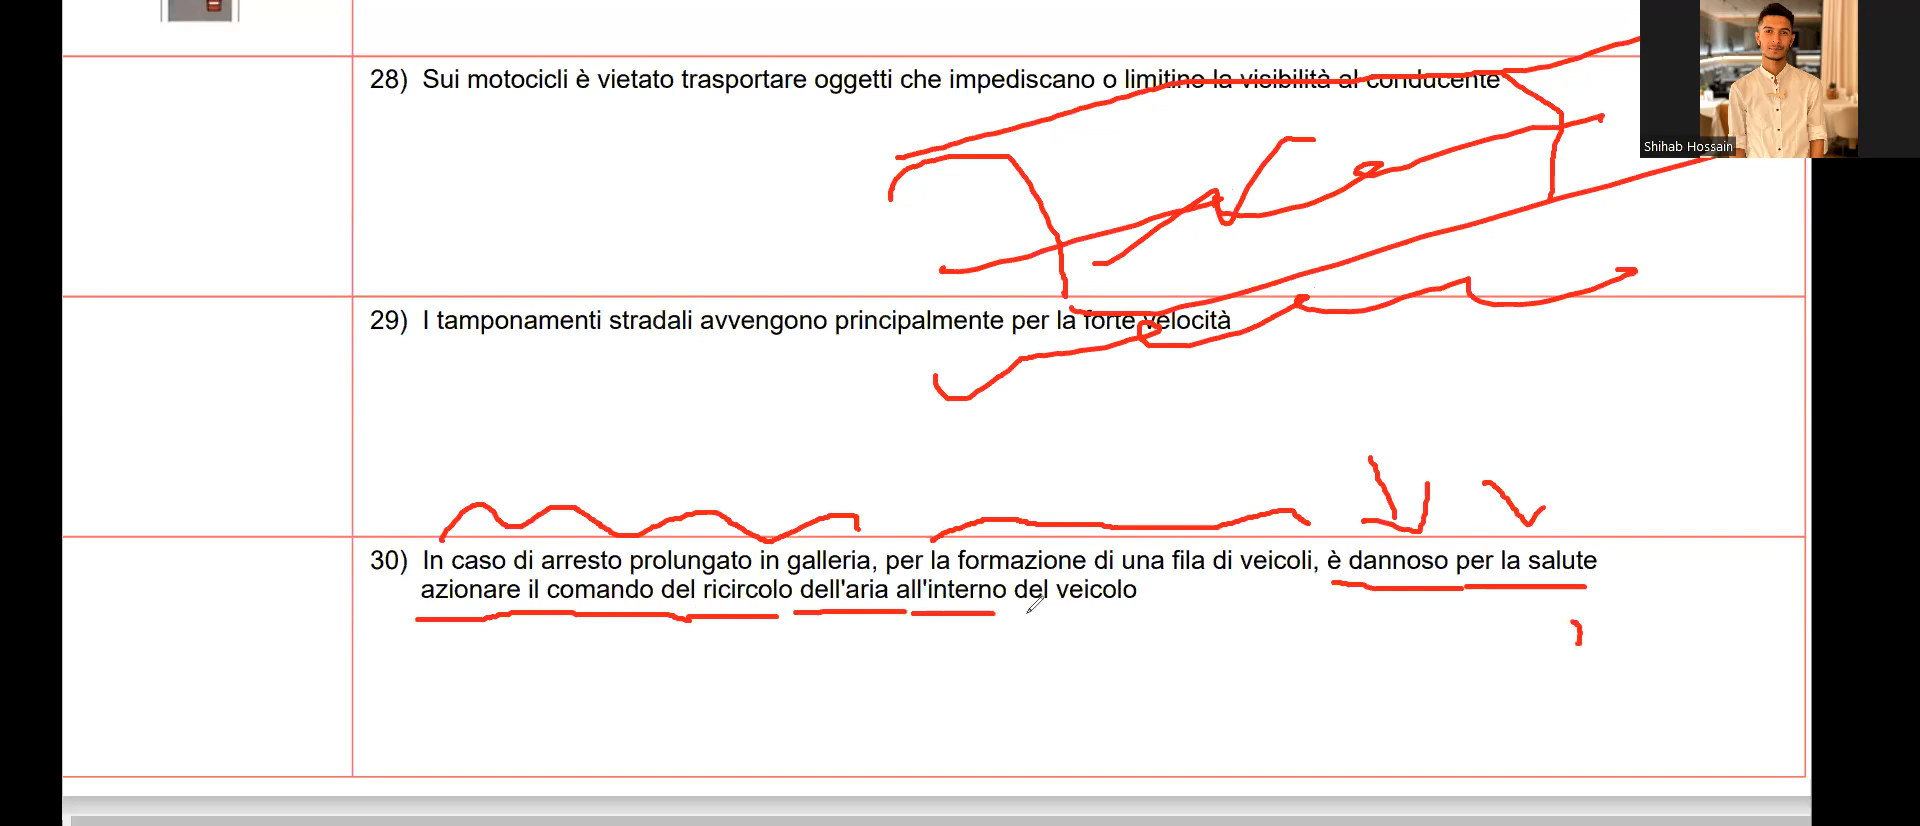 Shihab Hossain
28) Sui motocicli è vietato trasportare oggetti che impediscano o limitino la visibilità al conducente
29) I tamponamenti stradali avvengono principalmente per la forte velocità
30) In caso di arresto prolungato in galleria, per la formazione di una fila di veicoli, è dannoso per la salute
azionare il comando del ricircolo dell'aria all'interno del veicolo